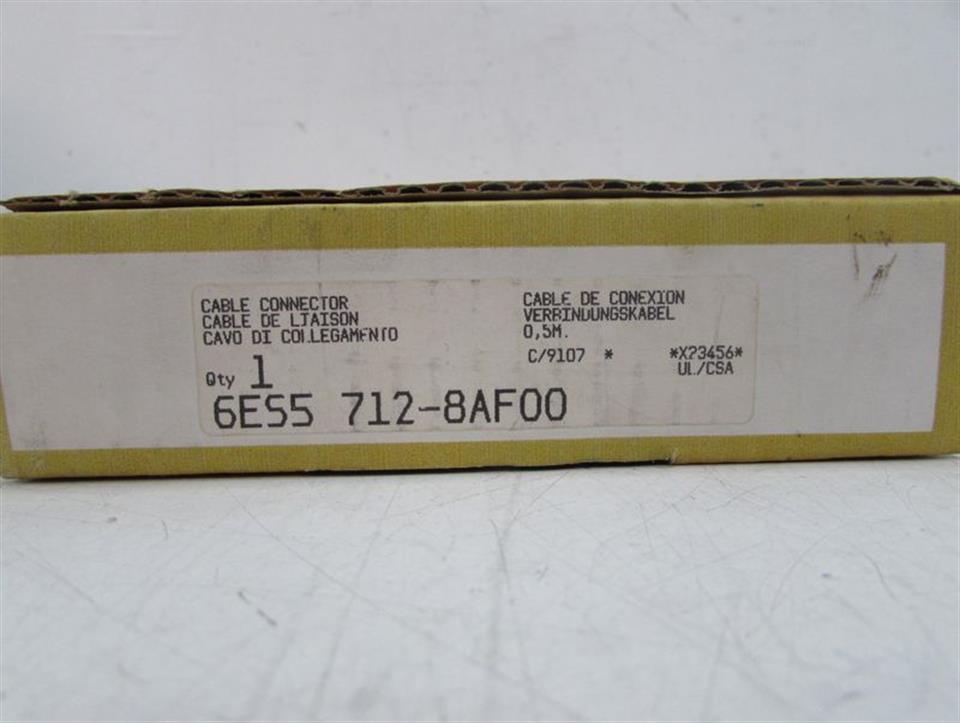 CABLE CONNECTOR
CABLE DE LIAISON
CAVO DI COLLEGAMENTO
Qty 1
6ES5 712-8AF00
CABLE DE CONEXION
VERBINDUNGSKABEL
0,5M.
C/9107 * *X23456*
UL/CSA